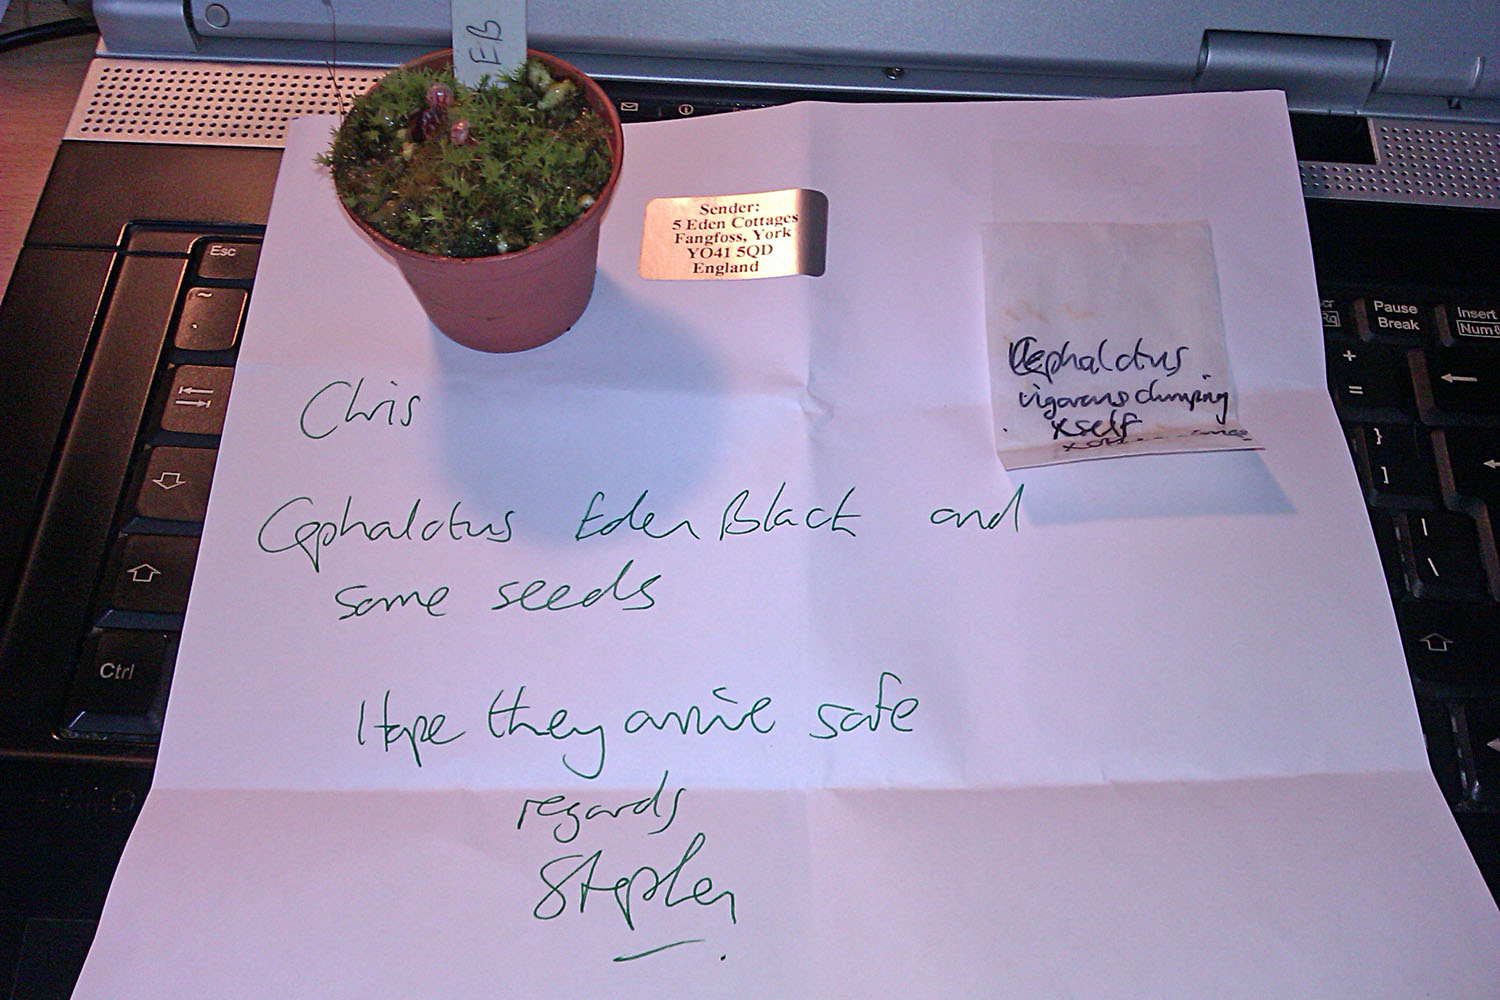 EB
Sender:
5 Eden Cottages
Fangfoss, York
YO41 5QD
England
Cephalotus
vigorous clumping
x self
Chris
Cephalotus Eden Black and
some seeds
Hope they arrive safe
regards
Stephen
Esc
~
Ctrl
Pause
Break
Insert
Num
+
=
}
]
|
\